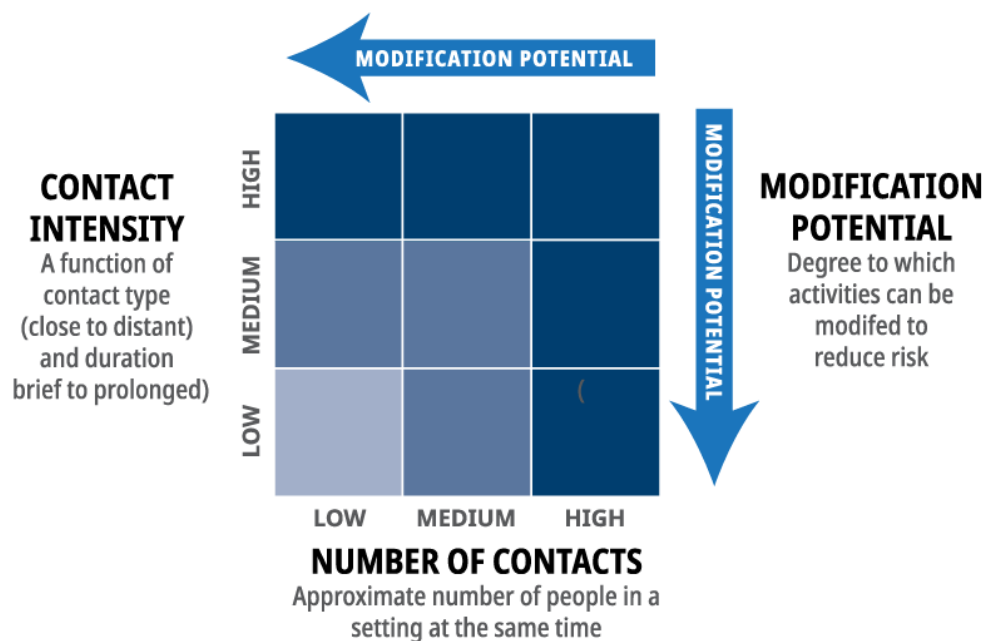 MODIFICATION POTENTIAL
CONTACT
INTENSITY
A function of
contact type
(close to distant)
and duration
brief to prolonged)
HIGH
MEDIUM
LOW
(
MODIFICATION POTENTIAL
MODIFICATION
POTENTIAL
Degree to which
activities can be
modifed to
reduce risk
LOW MEDIUM HIGH
NUMBER OF CONTACTS
Approximate number of people in a
setting at the same time